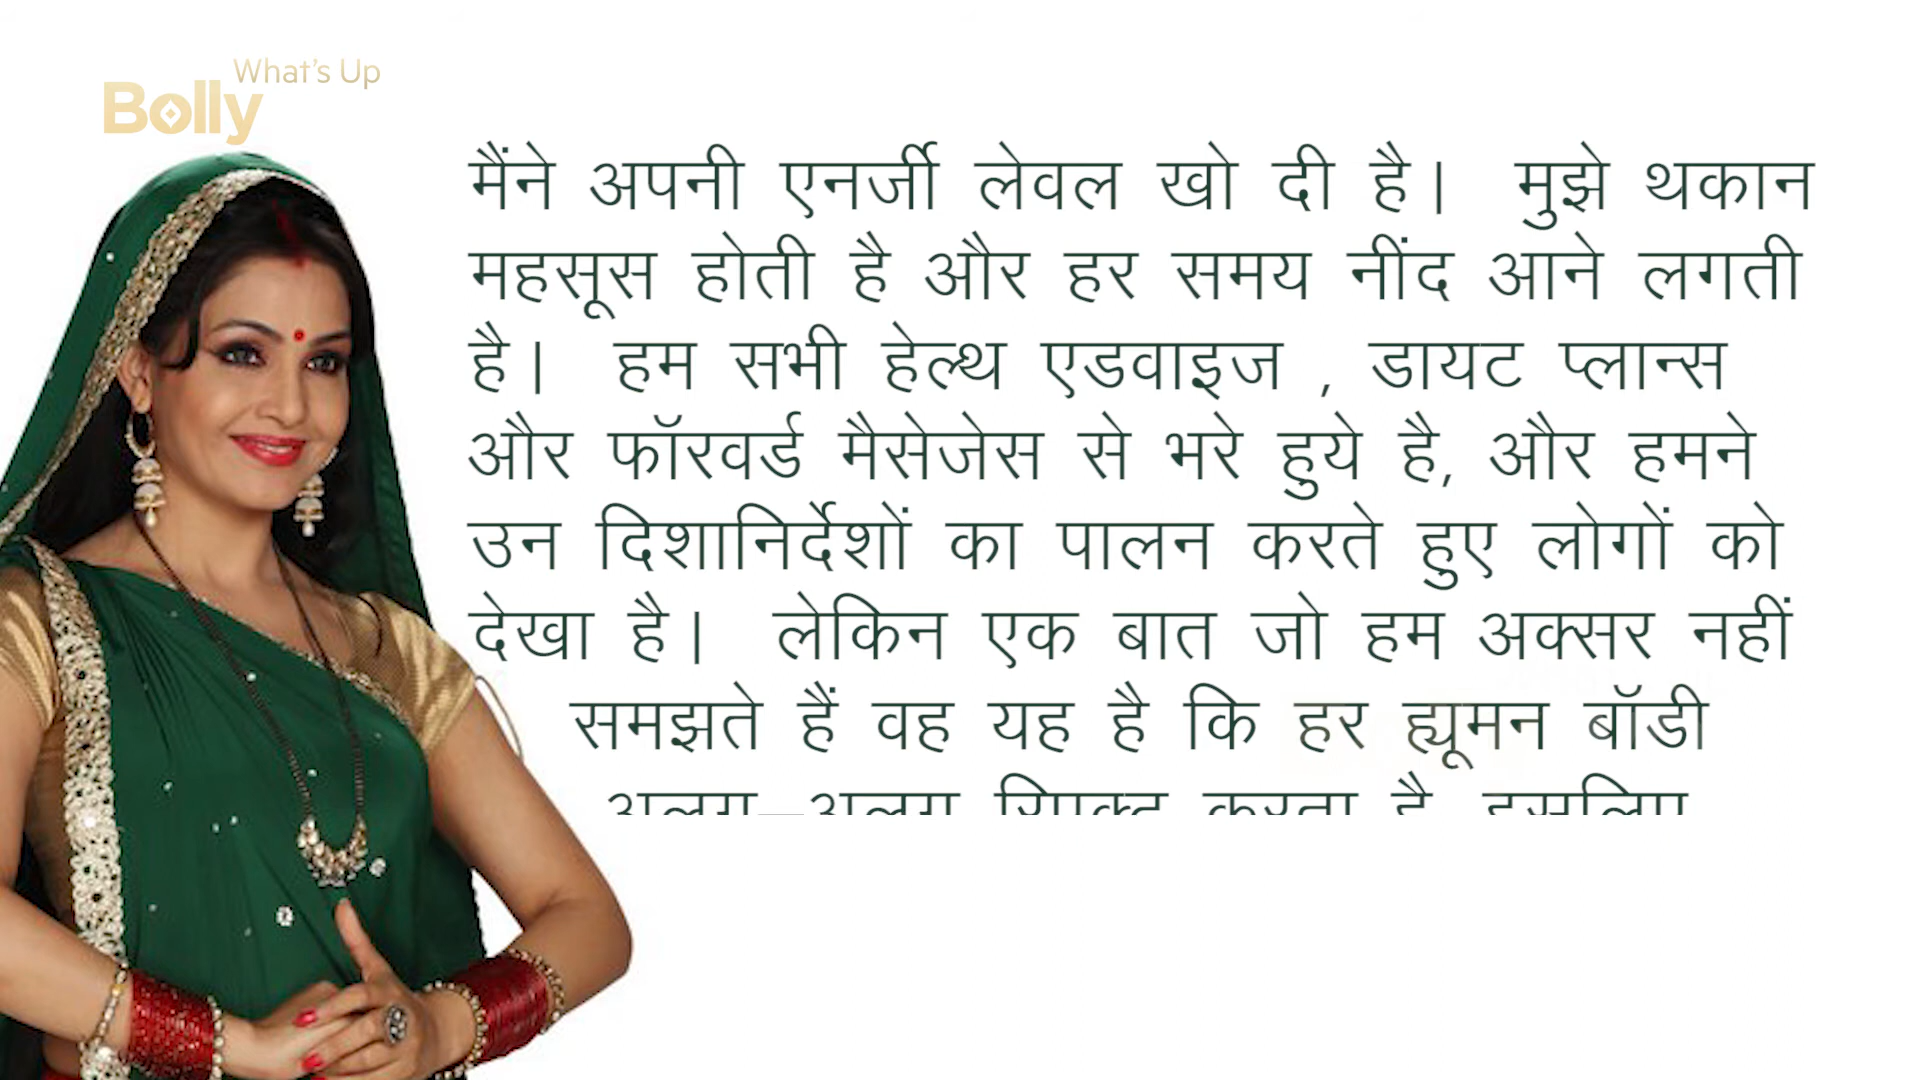 What's Up
Bolly
मैंने अपनी एनर्जी लेवल खो दी है। मुझे थकान
महसूस होती है और हर समय नींद आने लगती
है। हम सभी हेल्थ एडवाइज , डायट प्लान्स
और फॉरवर्ड मैसेजेस से भरे हुये है, और हमने
उन दिशानिर्देशों का पालन करते हुए लोगों को
देखा है। लेकिन एक बात जो हम अक्सर नहीं
समझते हैं वह यह है कि हर ह्यूमन बॉडी